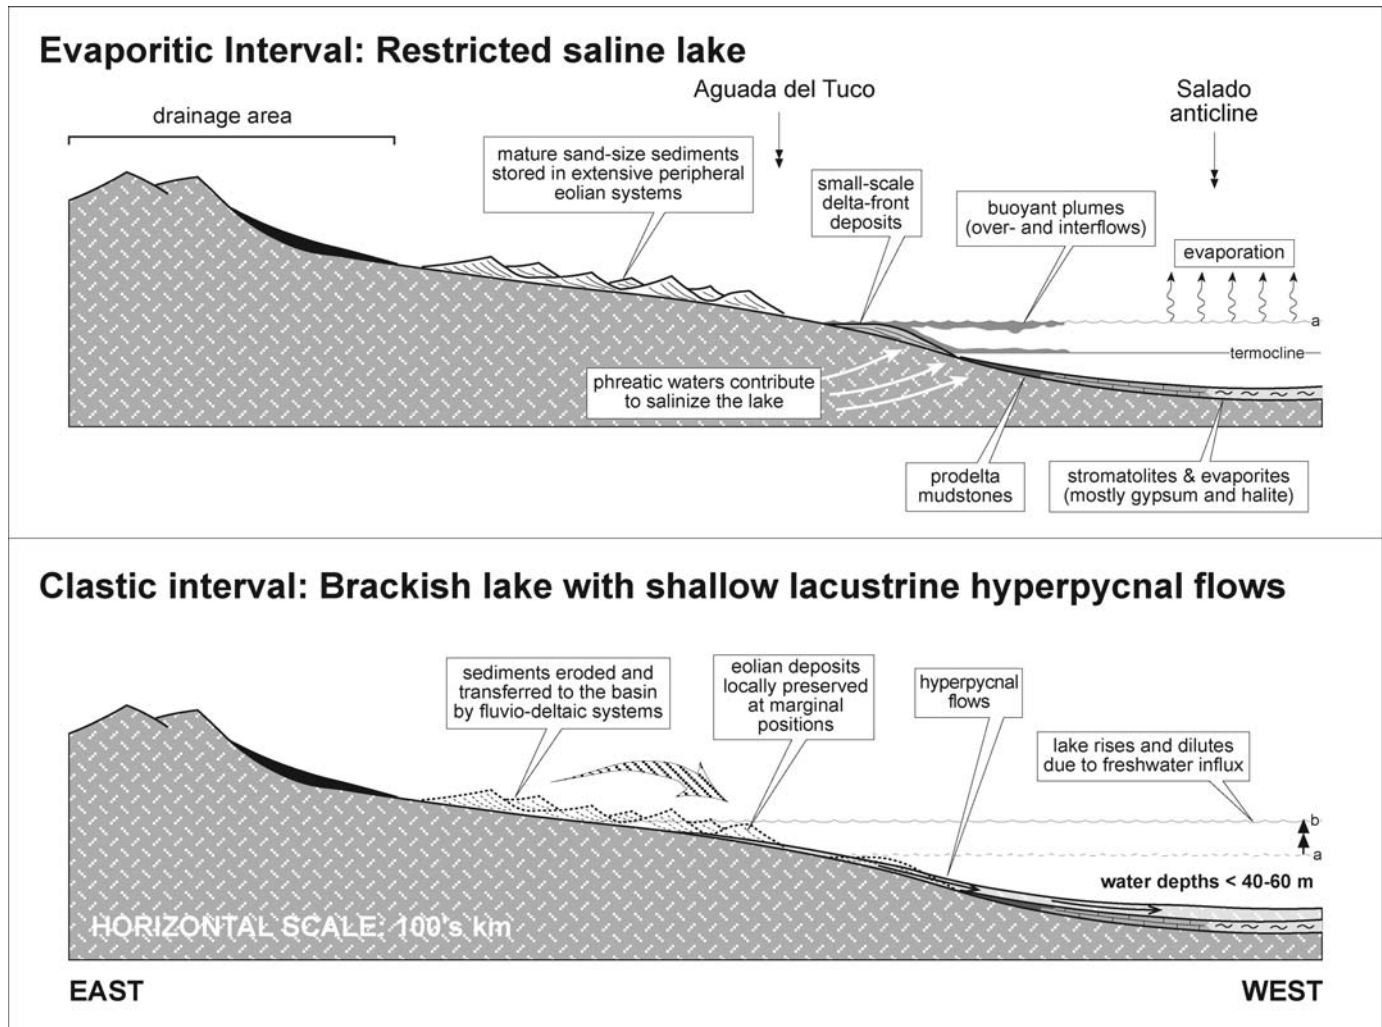 Evaporitic Interval: Restricted saline lake
Aguada del Tuco
Salado
anticline
drainage area
mature sand-size sediments
stored in extensive peripheral
eolian systems
small-scale
delta-front
deposits
buoyant plumes
(over- and interflows)
evaporation
a
termocline
phreatic waters contribute
to salinize the lake
prodelta
mudstones
stromatolites & evaporites
(mostly gypsum and halite)
Clastic interval: Brackish lake with shallow lacustrine hyperpycnal flows
sediments eroded and
transferred to the basin
by fluvio-deltaic systems
eolian deposits
locally preserved
at marginal
positions
hyperpycnal
flows
lake rises and dilutes
due to freshwater influx
b
a
water depths < 40-60 m
HORIZONTAL SCALE: 100's km
EAST
WEST